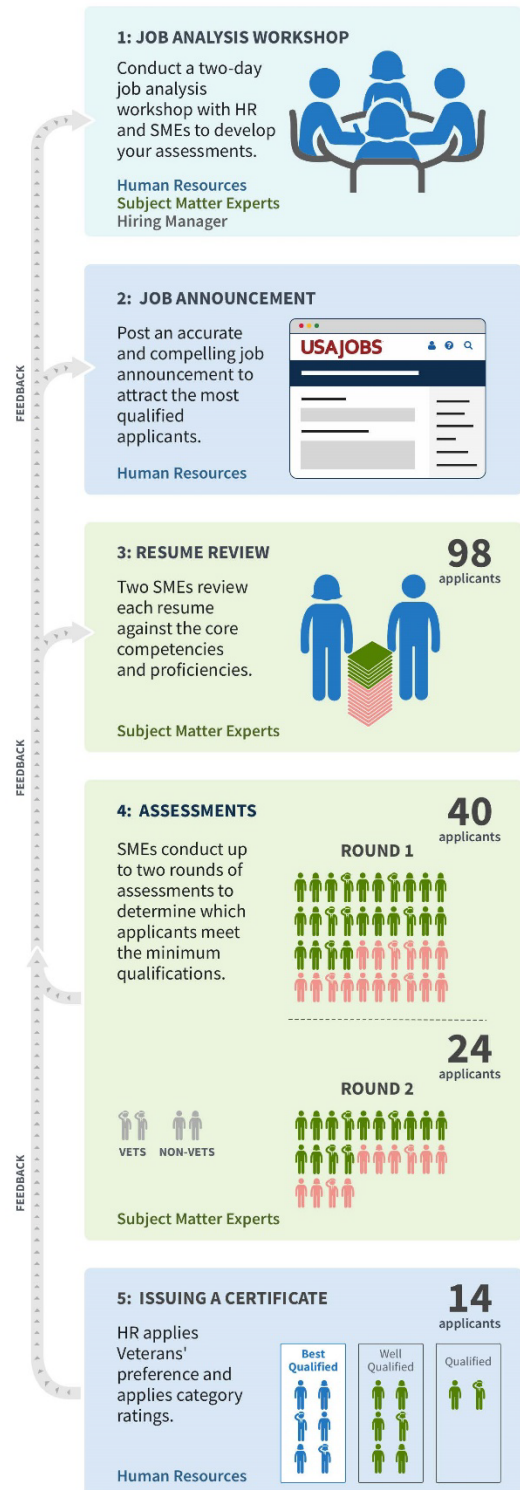 1: JOB ANALYSIS WORKSHOP
Conduct a two-day
job analysis
workshop with HR
and SMEs to develop
your assessments.
Human Resources
Subject Matter Experts
Hiring Manager
2: JOB ANNOUNCEMENT
Post an accurate
and compelling job
announcement to
attract the most
qualified
applicants.
Human Resources
USAJOBS
?
FEEDBACK
3: RESUME REVIEW
98
applicants
Two SMEs review
each resume
against the core
competencies
and proficiencies.
Subject Matter Experts
FEEDBACK
4: ASSESSMENTS
40
applicants
SMEs conduct up
to two rounds of
assessments to
determine which
applicants meet
the minimum
qualifications.
ROUND 1
24
applicants
ROUND 2
VETS NON-VETS
Subject Matter Experts
FEEDBACK
5: ISSUING A CERTIFICATE
14
applicants
HR applies
Veterans'
preference and
applies category
ratings.
Best
Qualified
Well
Qualified
Qualified
Human Resources